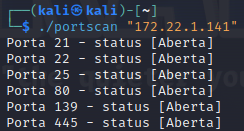 ┌──(kali㉿kali)-[~]
└─$ ./portscan "172.22.1.141"
Porta 21 - status [Aberta]
Porta 22 - status [Aberta]
Porta 25 - status [Aberta]
Porta 80 - status [Aberta]
Porta 139 - status [Aberta]
Porta 445 - status [Aberta]